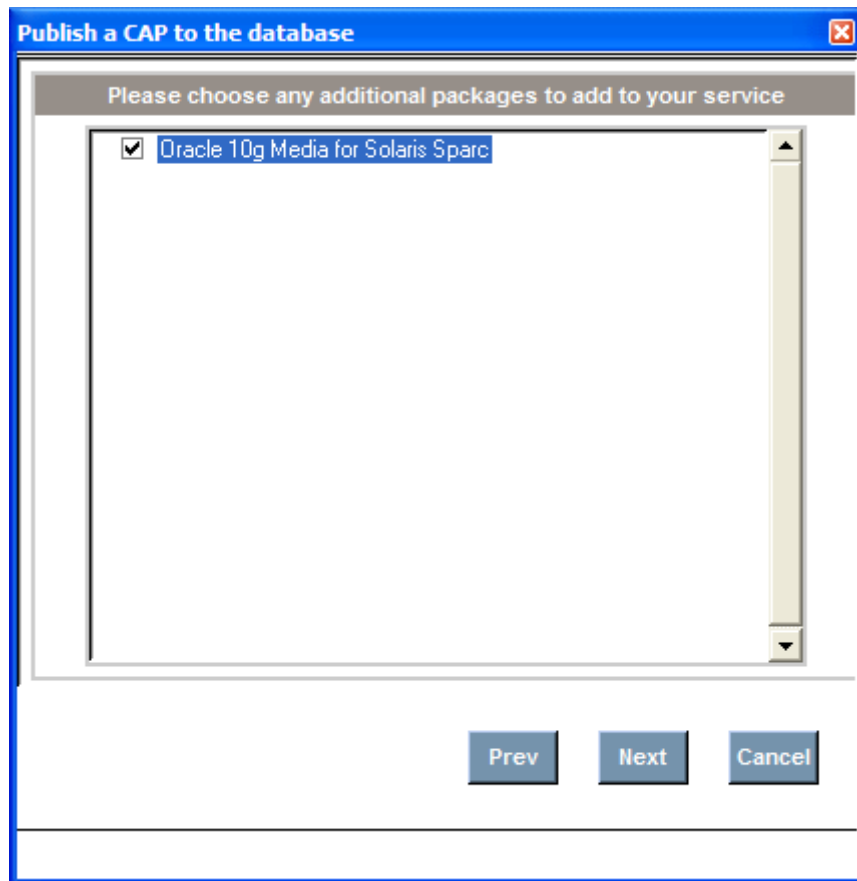 Publish a CAP to the database
Please choose any additional packages to add to your service
Oracle 10g Media for Solaris Sparc
Prev Next Cancel